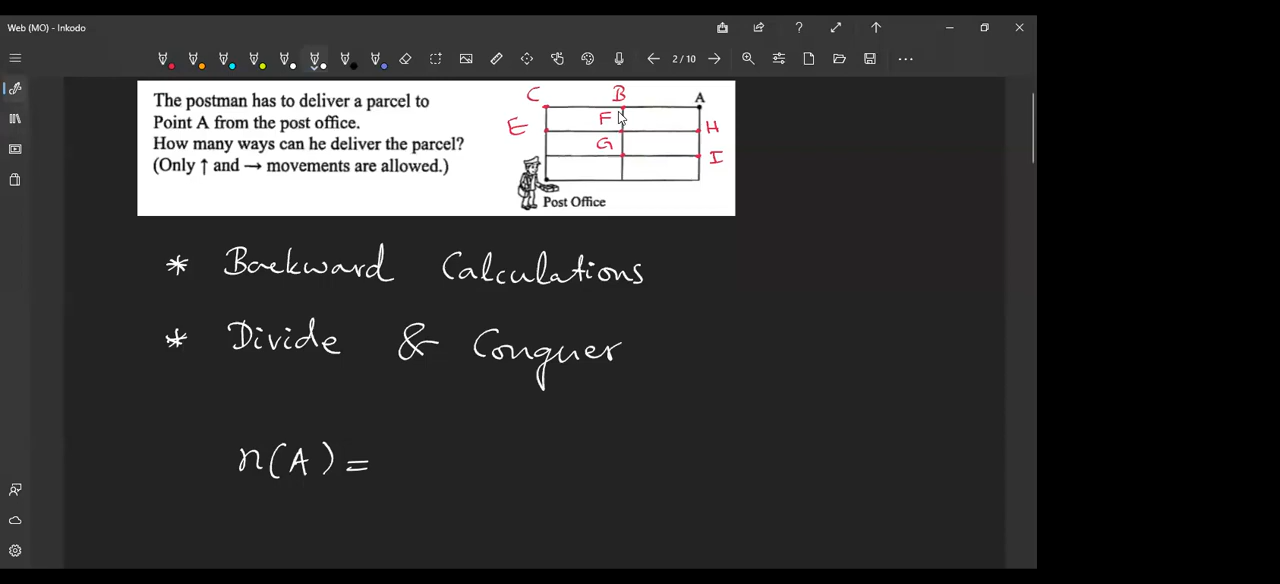 Web (MO) - Inkodo
2 / 10
The postman has to deliver a parcel to
Point A from the post office.
How many ways can he deliver the parcel?
(Only ↑ and → movements are allowed.)
C B A
E F H
G I
Post Office
* Backward Calculations
* Divide & Conquer
n(A) =